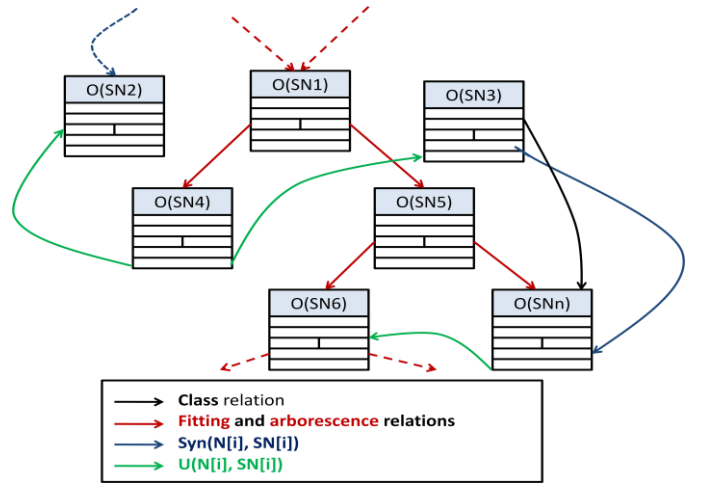 O(SN2)
O(SN1)
O(SN3)
O(SN4)
O(SN5)
O(SN6)
O(SNn)
Class relation
Fitting and arborescence relations
Syn(N[i], SN[i])
U(N[i], SN[i])